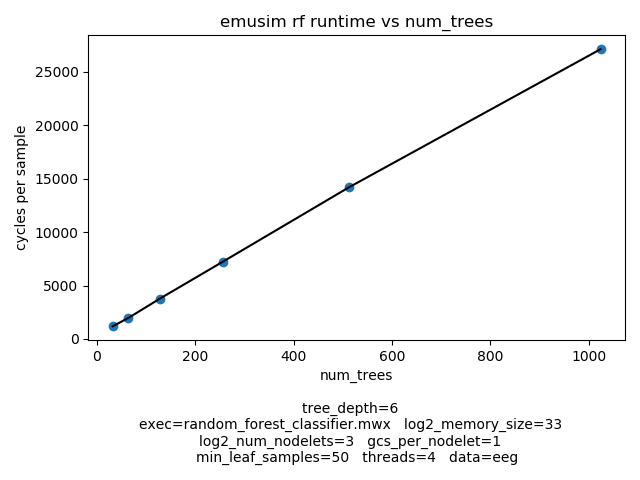 emusim rf runtime vs num_trees
25000
20000
15000
10000
5000
0
cycles per sample
0 200 400 600 800 1000
num_trees
tree_depth=6
exec=random_forest_classifier.mwx log2_memory_size=33
log2_num_nodelets=3 gcs_per_nodelet=1
min_leaf_samples=50 threads=4 data=eeg